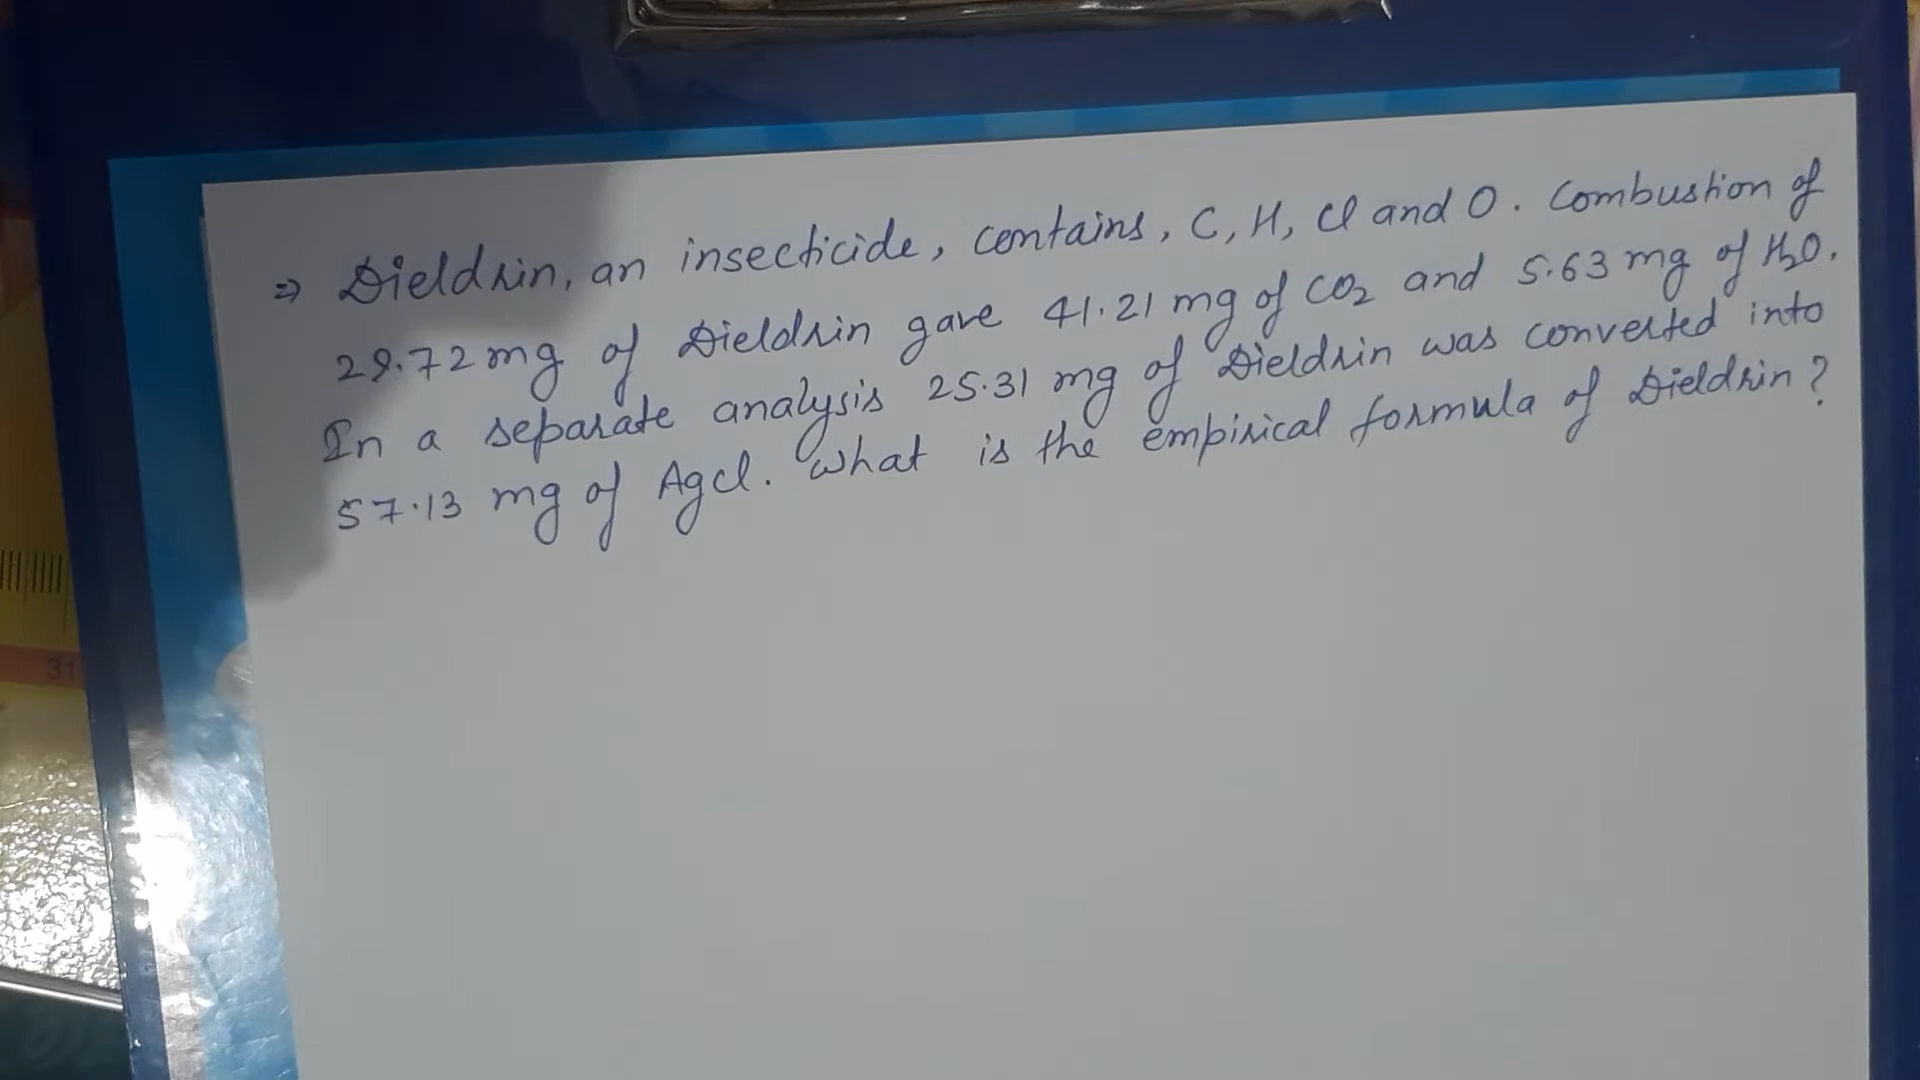 ⇒ Dieldrin, an insecticide, contains, C, H, Cl and O. Combustion of
29.72 mg of Dieldrin gave 41.21 mg of CO2 and 5.63 mg of H2O.
In a separate analysis 25.31 mg of Dieldrin was converted into
57.13 mg of Agcl. What is the empirical formula of Dieldrin?
31